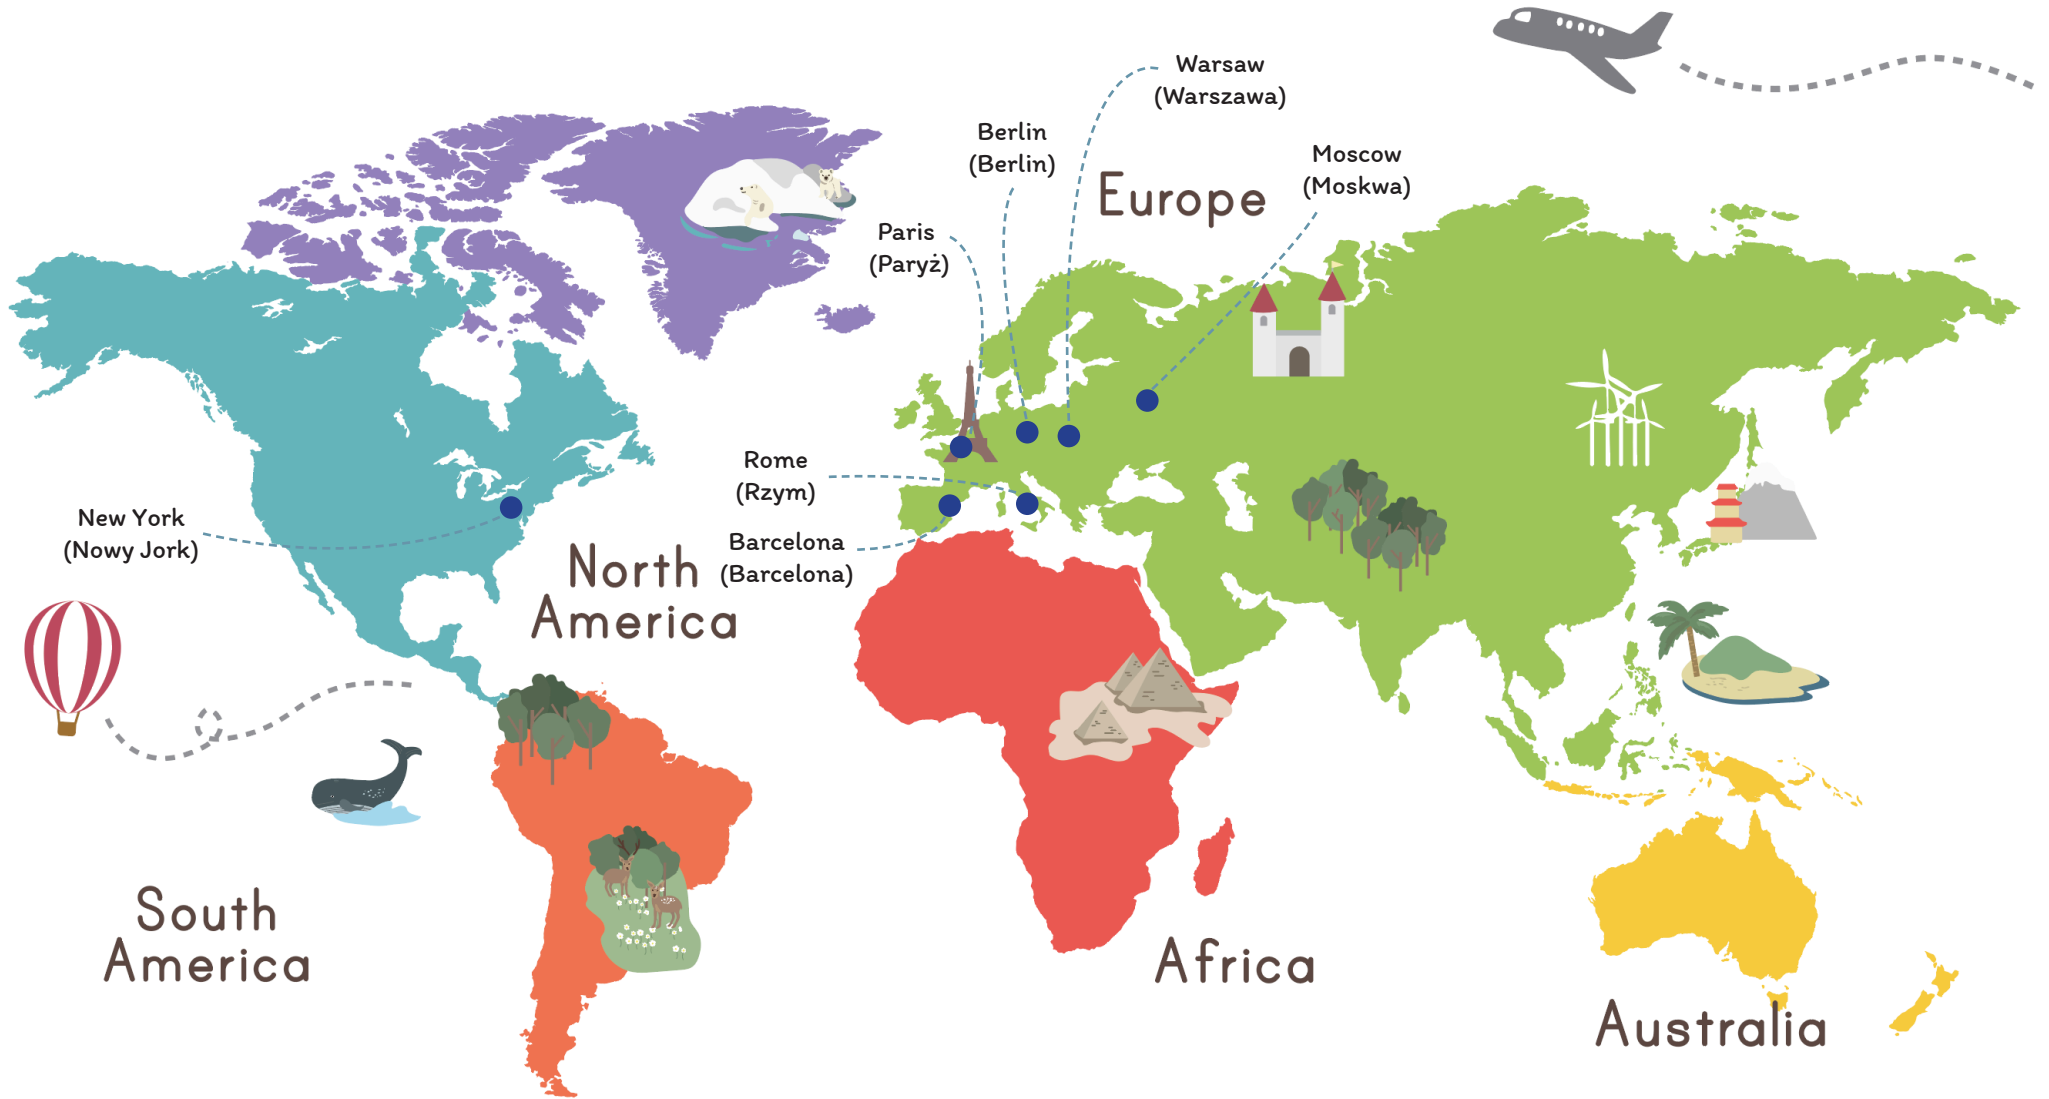 Warsaw
(Warszawa)
Berlin
(Berlin)
Moscow
(Moskwa)
Europe
Paris
(Paryż)
Rome
(Rzym)
New York
(Nowy Jork)
Barcelona
(Barcelona)
North
America
South
America
Africa
Australia